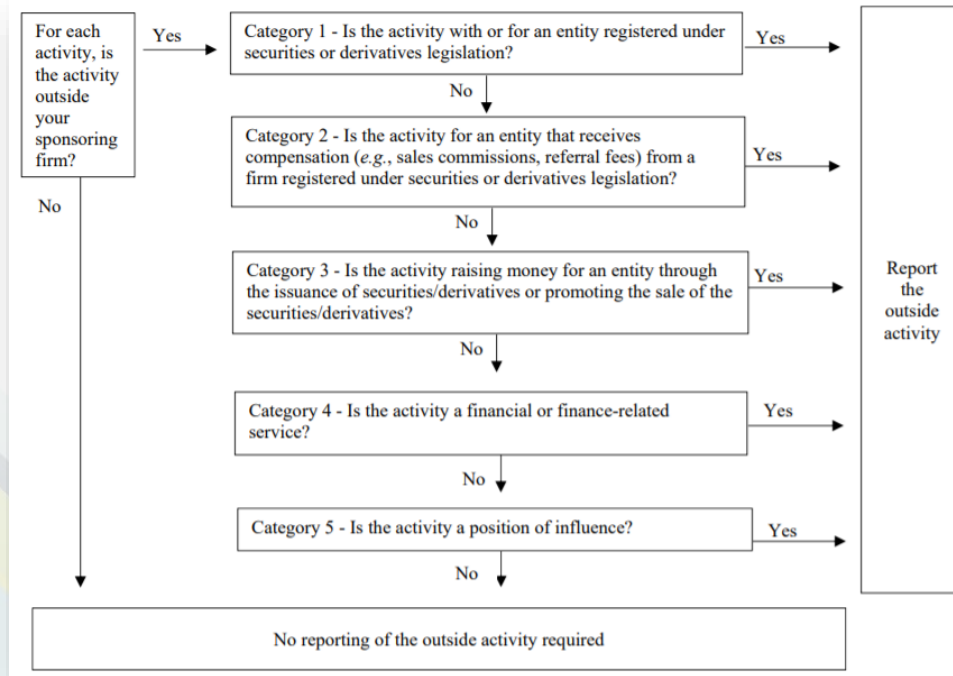 For each
activity, is
the activity
outside
your
sponsoring
firm?
Yes
No
Category 1 - Is the activity with or for an entity registered under
securities or derivatives legislation?
Yes
No
Category 2 - Is the activity for an entity that receives
compensation (e.g., sales commissions, referral fees) from a
firm registered under securities or derivatives legislation?
Yes
No
Category 3 - Is the activity raising money for an entity through
the issuance of securities/derivatives or promoting the sale of the
securities/derivatives?
Yes
No
Category 4 - Is the activity a financial or finance-related
service?
Yes
No
Category 5 - Is the activity a position of influence?
Yes
No
Report
the
outside
activity
No reporting of the outside activity required